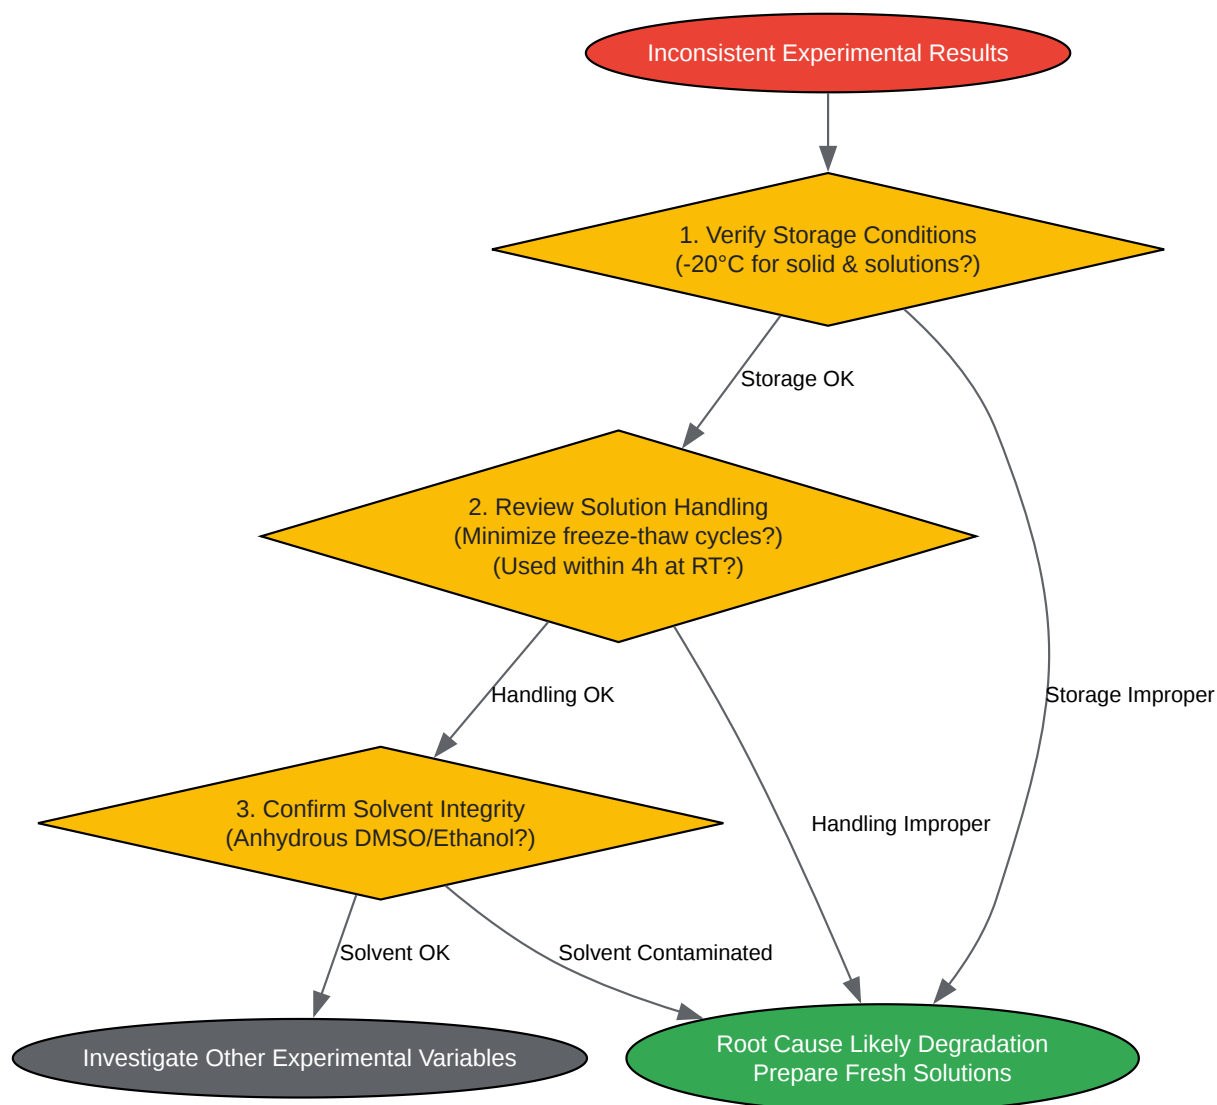 Inconsistent Experimental Results
1. Verify Storage Conditions
(-20°C for solid & solutions?)
Storage OK
2. Review Solution Handling
(Minimize freeze-thaw cycles?)
(Used within 4h at RT?)
Handling OK
Storage Improper
3. Confirm Solvent Integrity
(Anhydrous DMSO/Ethanol?)
Handling Improper
Solvent OK
Solvent Contaminated
Investigate Other Experimental Variables
Root Cause Likely Degradation
Prepare Fresh Solutions